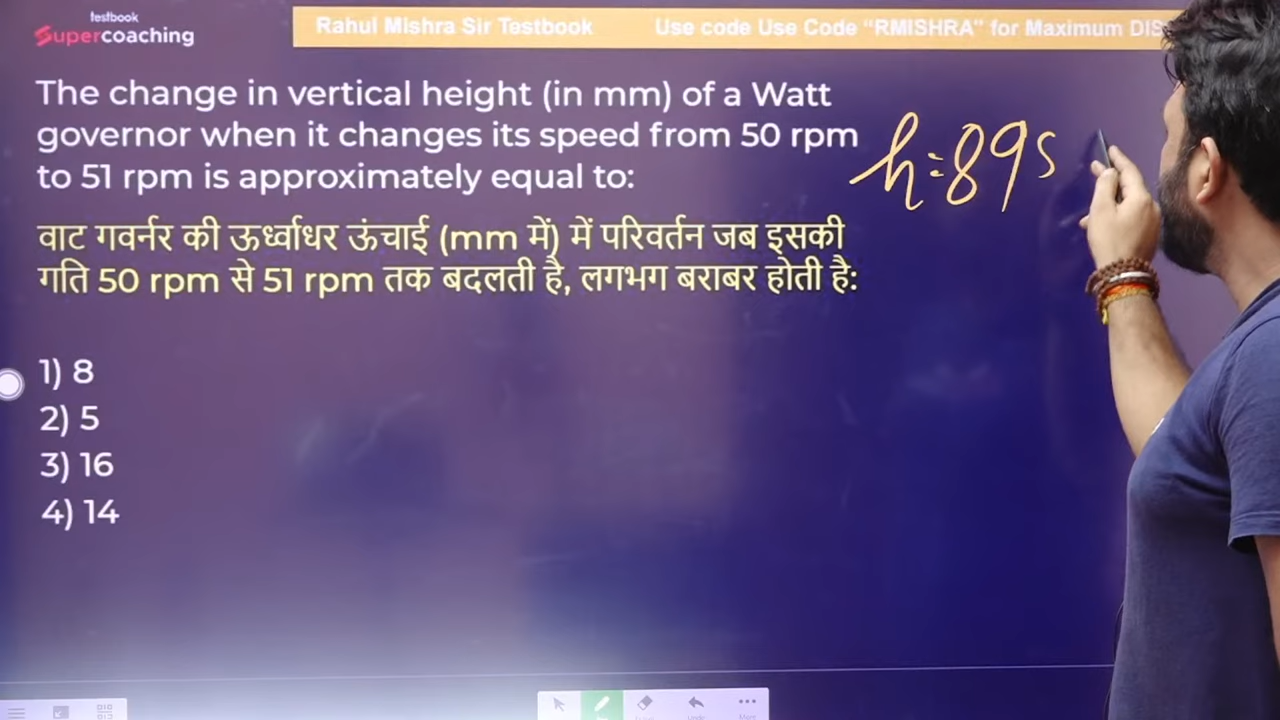 testbook
Supercoaching
Rahul Mishra Sir Testbook Use code Use Code “RMISHRA” for Maximum DIS
The change in vertical height (in mm) of a Watt
governor when it changes its speed from 50 rpm
to 51 rpm is approximately equal to:
h=895
वाट गवर्नर की ऊर्ध्वाधर ऊंचाई (mm में) में परिवर्तन जब इसकी
गति 50 rpm से 51 rpm तक बदलती है, लगभग बराबर होती है:
1) 8
2) 5
3) 16
4) 14